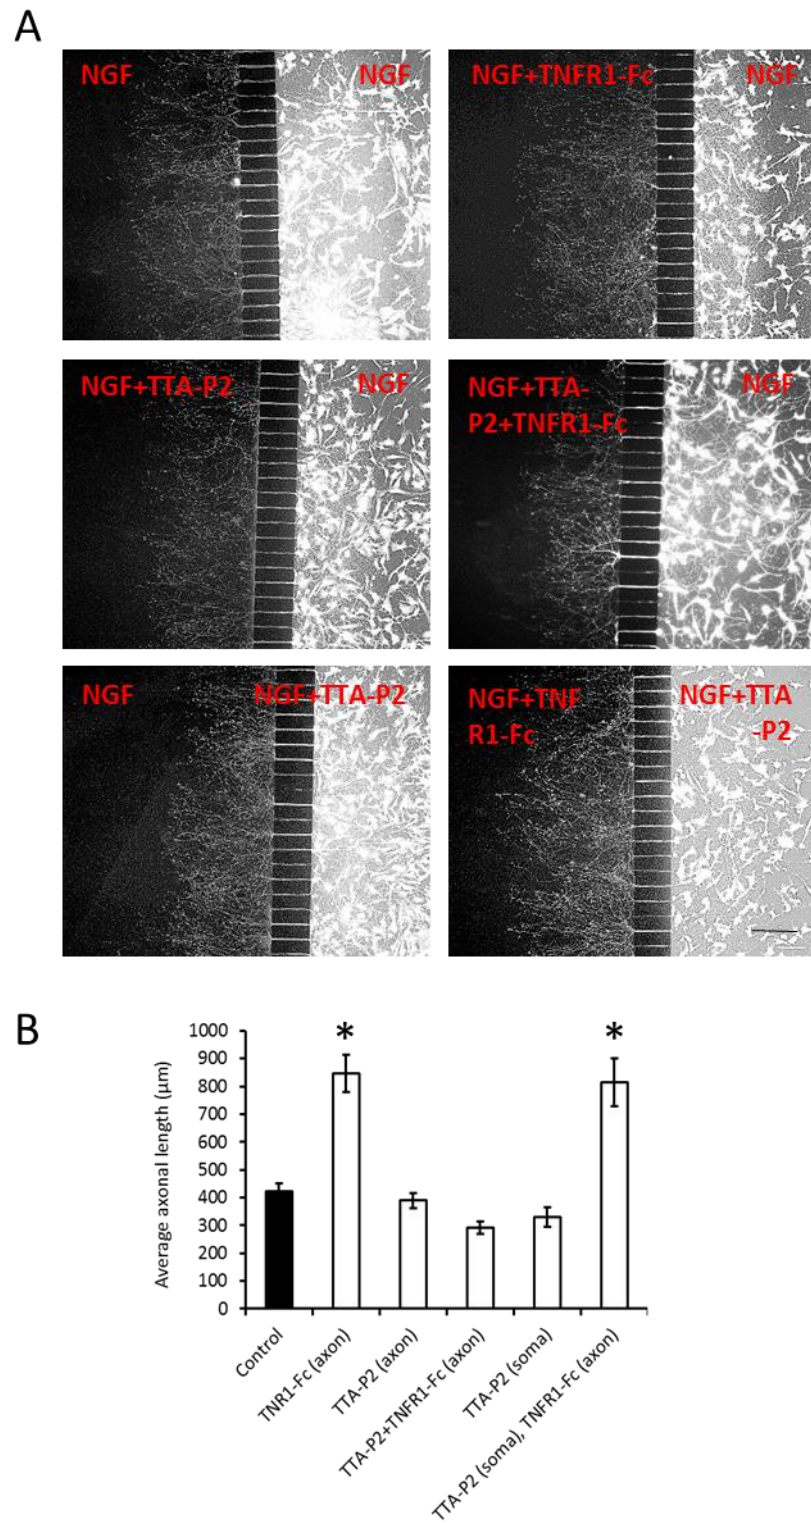 A
NGF NGF
NGF+TNFR1-Fc NGF
NGF+TTA-P2 NGF
NGF+TTA-
P2+TNFR1-Fc
NGF
NGF NGF+TTA-P2
NGF+TNF
R1-Fc
NGF+TTA
-P2
B
Average axonal length (µm)
1000
900
800
700
600
500
400
300
200
100
0
*
*
Control
TNR1-Fc (axon)
TTA-P2 (axon)
TTA-P2+TNFR1-Fc (axon)
TTA-P2 (soma)
TTA-P2 (soma), TNFR1-Fc (axon)